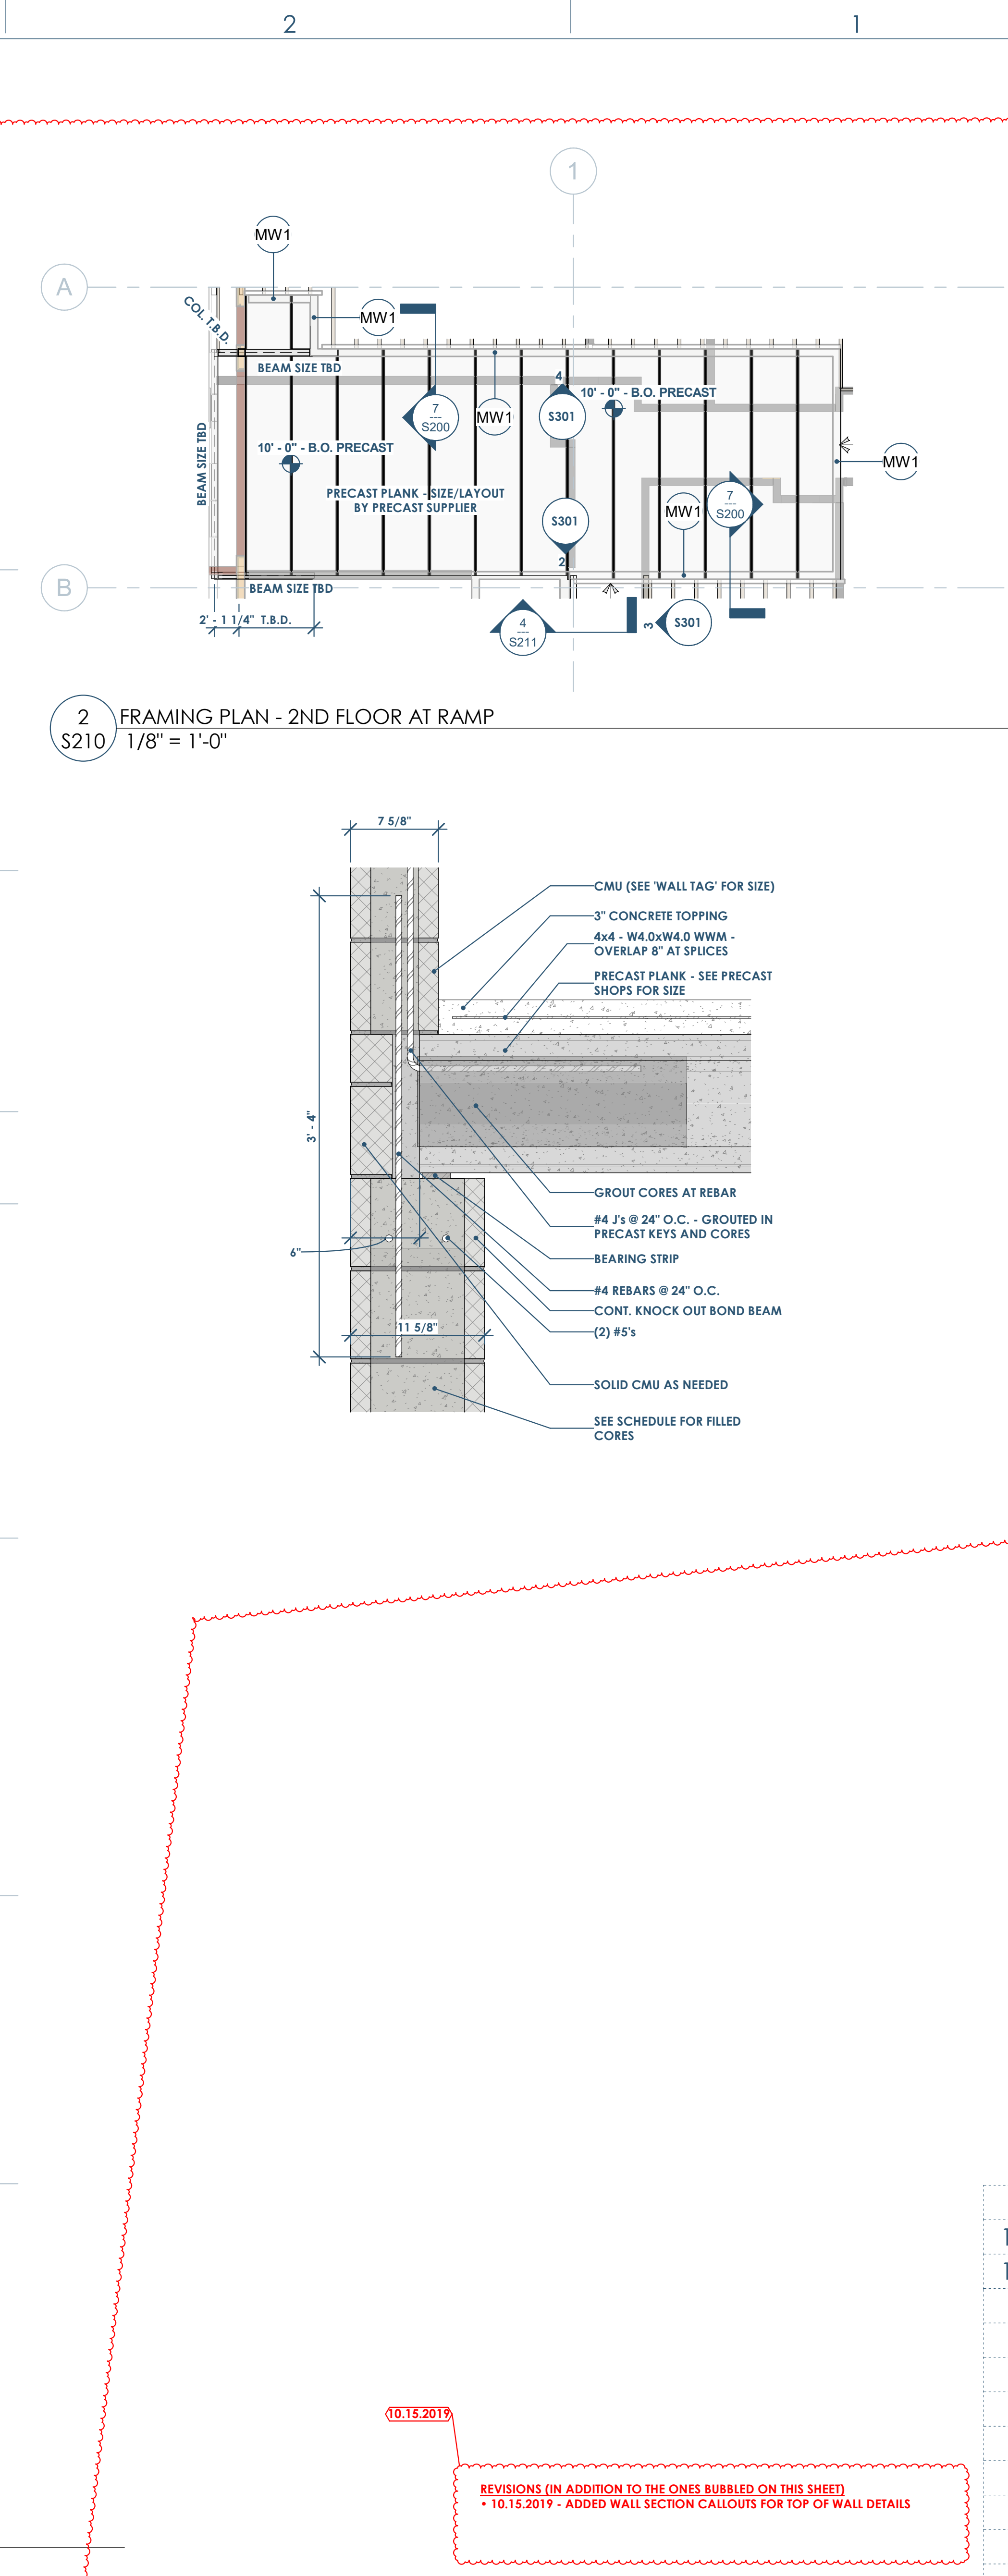 2
1
1
A
MW1
COL. T.B.D.
MW1
BEAM SIZE TBD
4
10' - 0" - B.O. PRECAST
7
---
S200
MW1
S301
BEAM SIZE TBD
10' - 0" - B.O. PRECAST
MW1
PRECAST PLANK - SIZE/LAYOUT
BY PRECAST SUPPLIER
7
---
S200
MW1
S301
2
B
BEAM SIZE TBD
2' - 1 1/4"
T.B.D.
4
---
S211
3
S301
2
S210
FRAMING PLAN - 2ND FLOOR AT RAMP
1/8" = 1'-0"
7 5/8"
CMU (SEE 'WALL TAG' FOR SIZE)
3" CONCRETE TOPPING
4x4 - W4.0xW4.0 WWM -
OVERLAP 8" AT SPLICES
PRECAST PLANK - SEE PRECAST
SHOPS FOR SIZE
3' - 4"
GROUT CORES AT REBAR
#4 J's @ 24" O.C. - GROUTED IN
PRECAST KEYS AND CORES
6"
BEARING STRIP
#4 REBARS @ 24" O.C.
CONT. KNOCK OUT BOND BEAM
11 5/8"
(2) #5's
SOLID CMU AS NEEDED
SEE SCHEDULE FOR FILLED
CORES
10.15.2019
REVISIONS (IN ADDITION TO THE ONES BUBBLED ON THIS SHEET)
• 10.15.2019 - ADDED WALL SECTION CALLOUTS FOR TOP OF WALL DETAILS